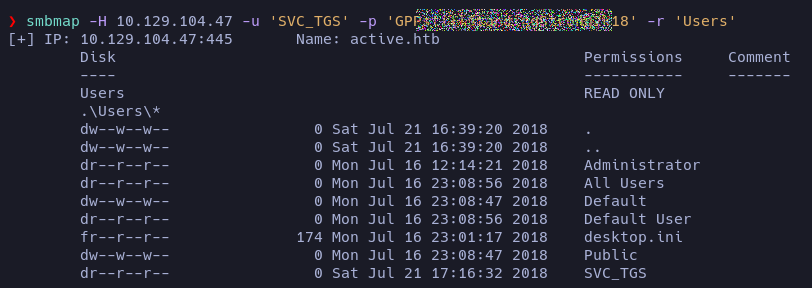 ❯ smbmap -H 10.129.104.47 -u 'SVC_TGS' -p 'GPP 18' -r 'Users'
[+] IP: 10.129.104.47:445 Name: active.htb
Disk Permissions Comment
---- ----------- -------
Users READ ONLY
.\Users\*
dw--w--w-- 0 Sat Jul 21 16:39:20 2018 .
dw--w--w-- 0 Sat Jul 21 16:39:20 2018 ..
dr--r--r-- 0 Mon Jul 16 12:14:21 2018 Administrator
dr--r--r-- 0 Mon Jul 16 23:08:56 2018 All Users
dw--w--w-- 0 Mon Jul 16 23:08:47 2018 Default
dr--r--r-- 0 Mon Jul 16 23:08:56 2018 Default User
fr--r--r-- 174 Mon Jul 16 23:01:17 2018 desktop.ini
dw--w--w-- 0 Mon Jul 16 23:08:47 2018 Public
dr--r--r-- 0 Sat Jul 21 17:16:32 2018 SVC_TGS